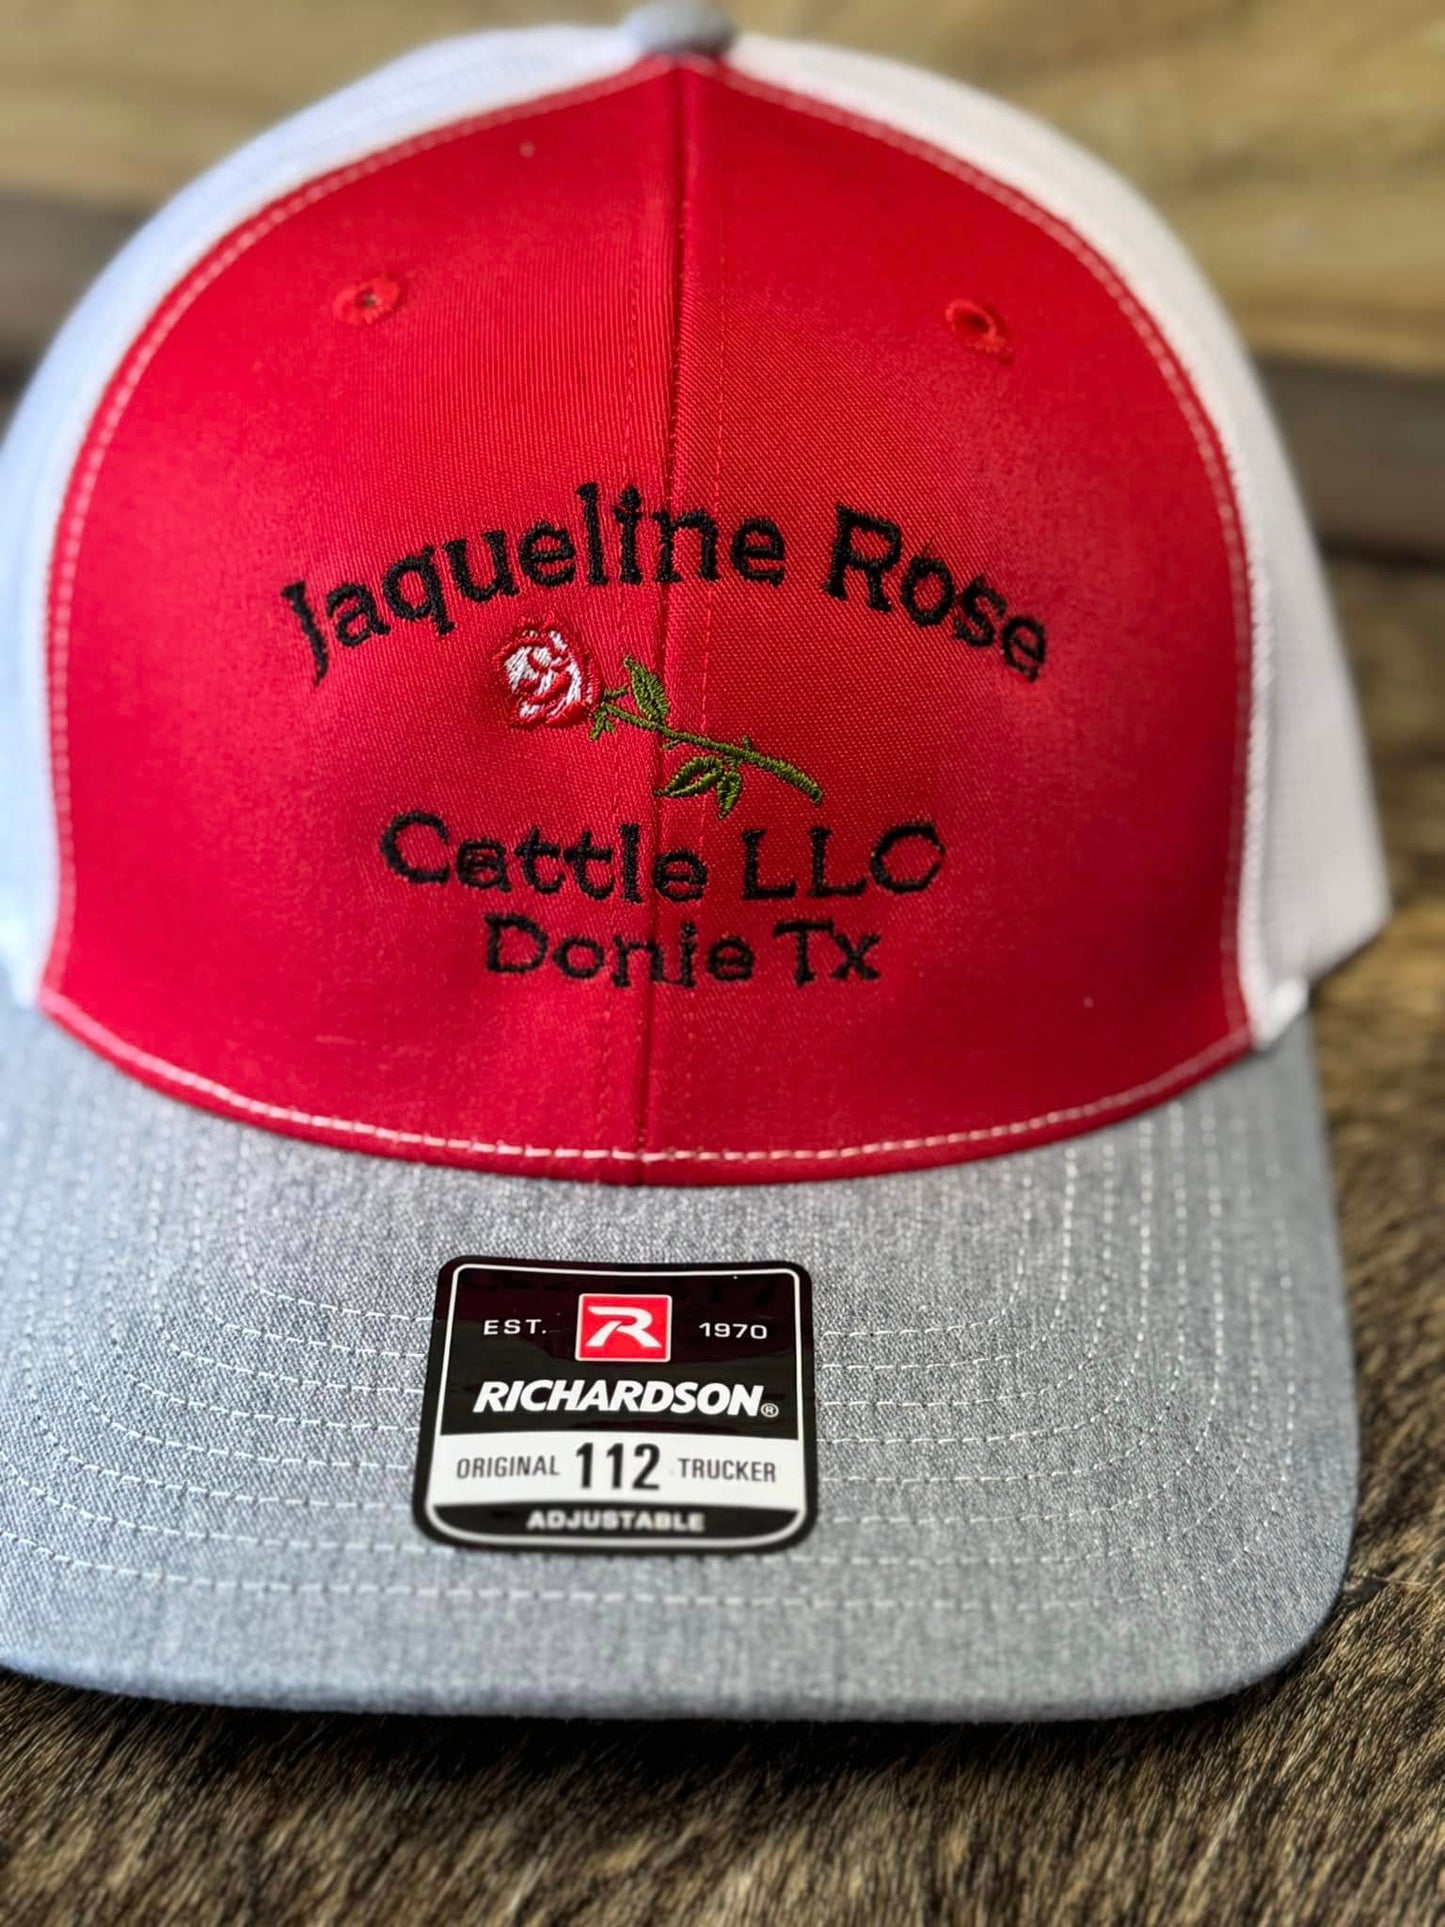 Jaqueline Rose
Cattle LLC
Donie Tx
EST. R 1970
RICHARDSON®
ORIGINAL 112 TRUCKER
ADJUSTABLE